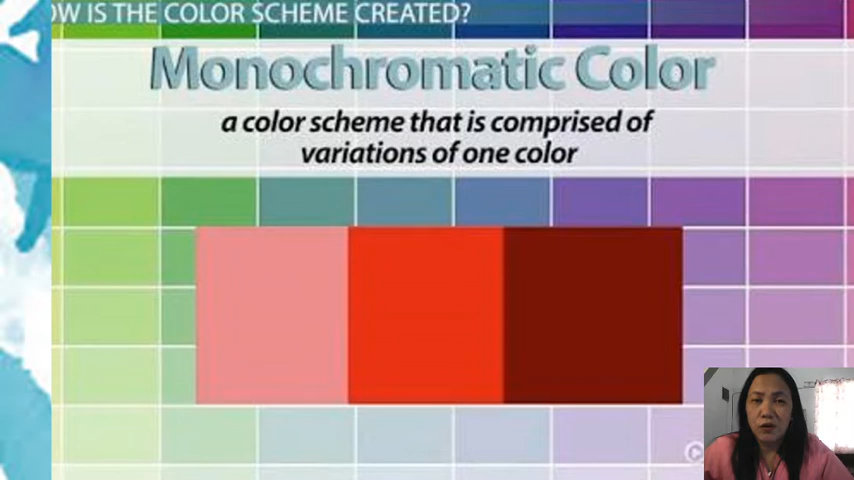 OW IS THE COLOR SCHEME CREATED?
Monochromatic Color
a color scheme that is comprised of
variations of one color